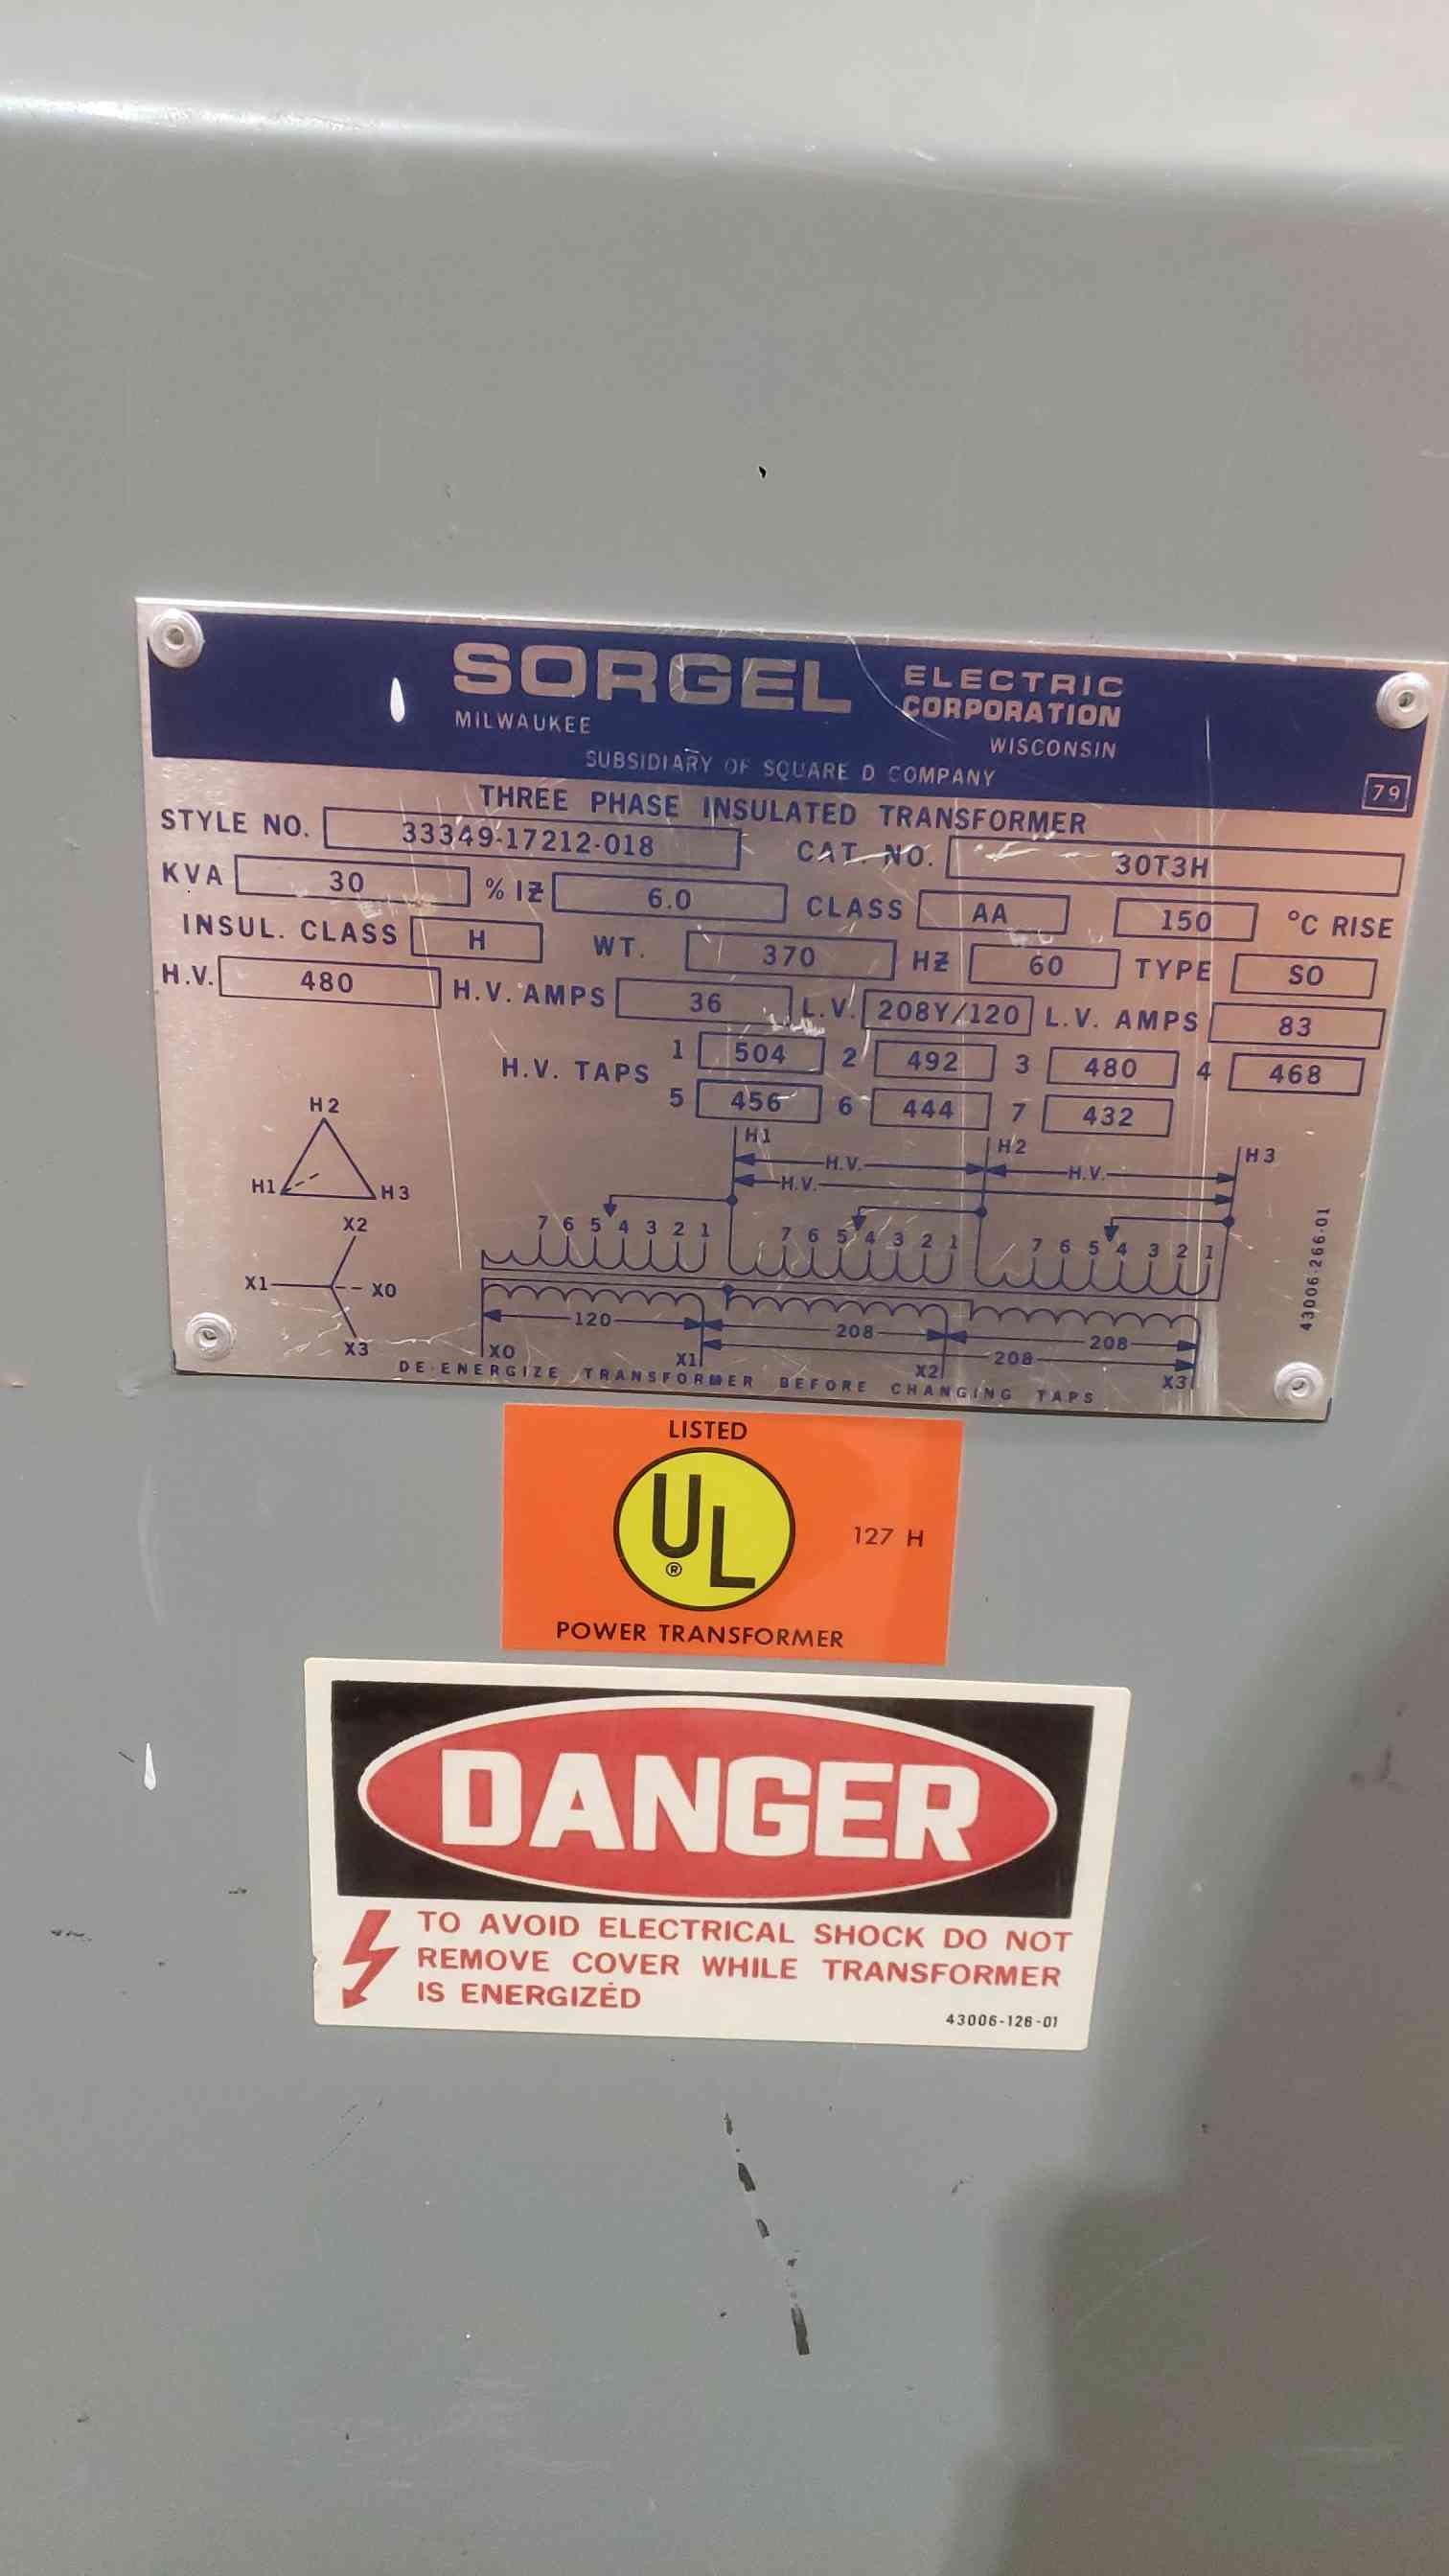 SORGEL ELECTRIC CORPORATION
MILWAUKEE WISCONSIN
SUBSIDIARY OF SQUARE D COMPANY
79
THREE PHASE INSULATED TRANSFORMER
STYLE NO. 33349-17212-018 CAT. NO. 30T3H
KVA 30 % IZ 6.0 CLASS AA 150 °C RISE
INSUL. CLASS H WT. 370 HZ 60 TYPE SO
H.V. 480 H.V. AMPS 36 L.V. 208Y/120 L.V. AMPS 83
H.V. TAPS 1 504 2 492 3 480 4 468
5 456 6 444 7 432
H2
H1 H3
X2
X1 X0
X3
H1 H2 H3
H.V. H.V.
H.V.
7 6 5 4 3 2 1 7 6 5 4 3 2 1 7 6 5 4 3 2 1
120 208 208
208
X0 X1 X2 X3
43006-266-01
DE-ENERGIZE TRANSFORMER BEFORE CHANGING TAPS
LISTED
UL
®
127 H
POWER TRANSFORMER
DANGER
TO AVOID ELECTRICAL SHOCK DO NOT
REMOVE COVER WHILE TRANSFORMER
IS ENERGIZED
43006-126-01